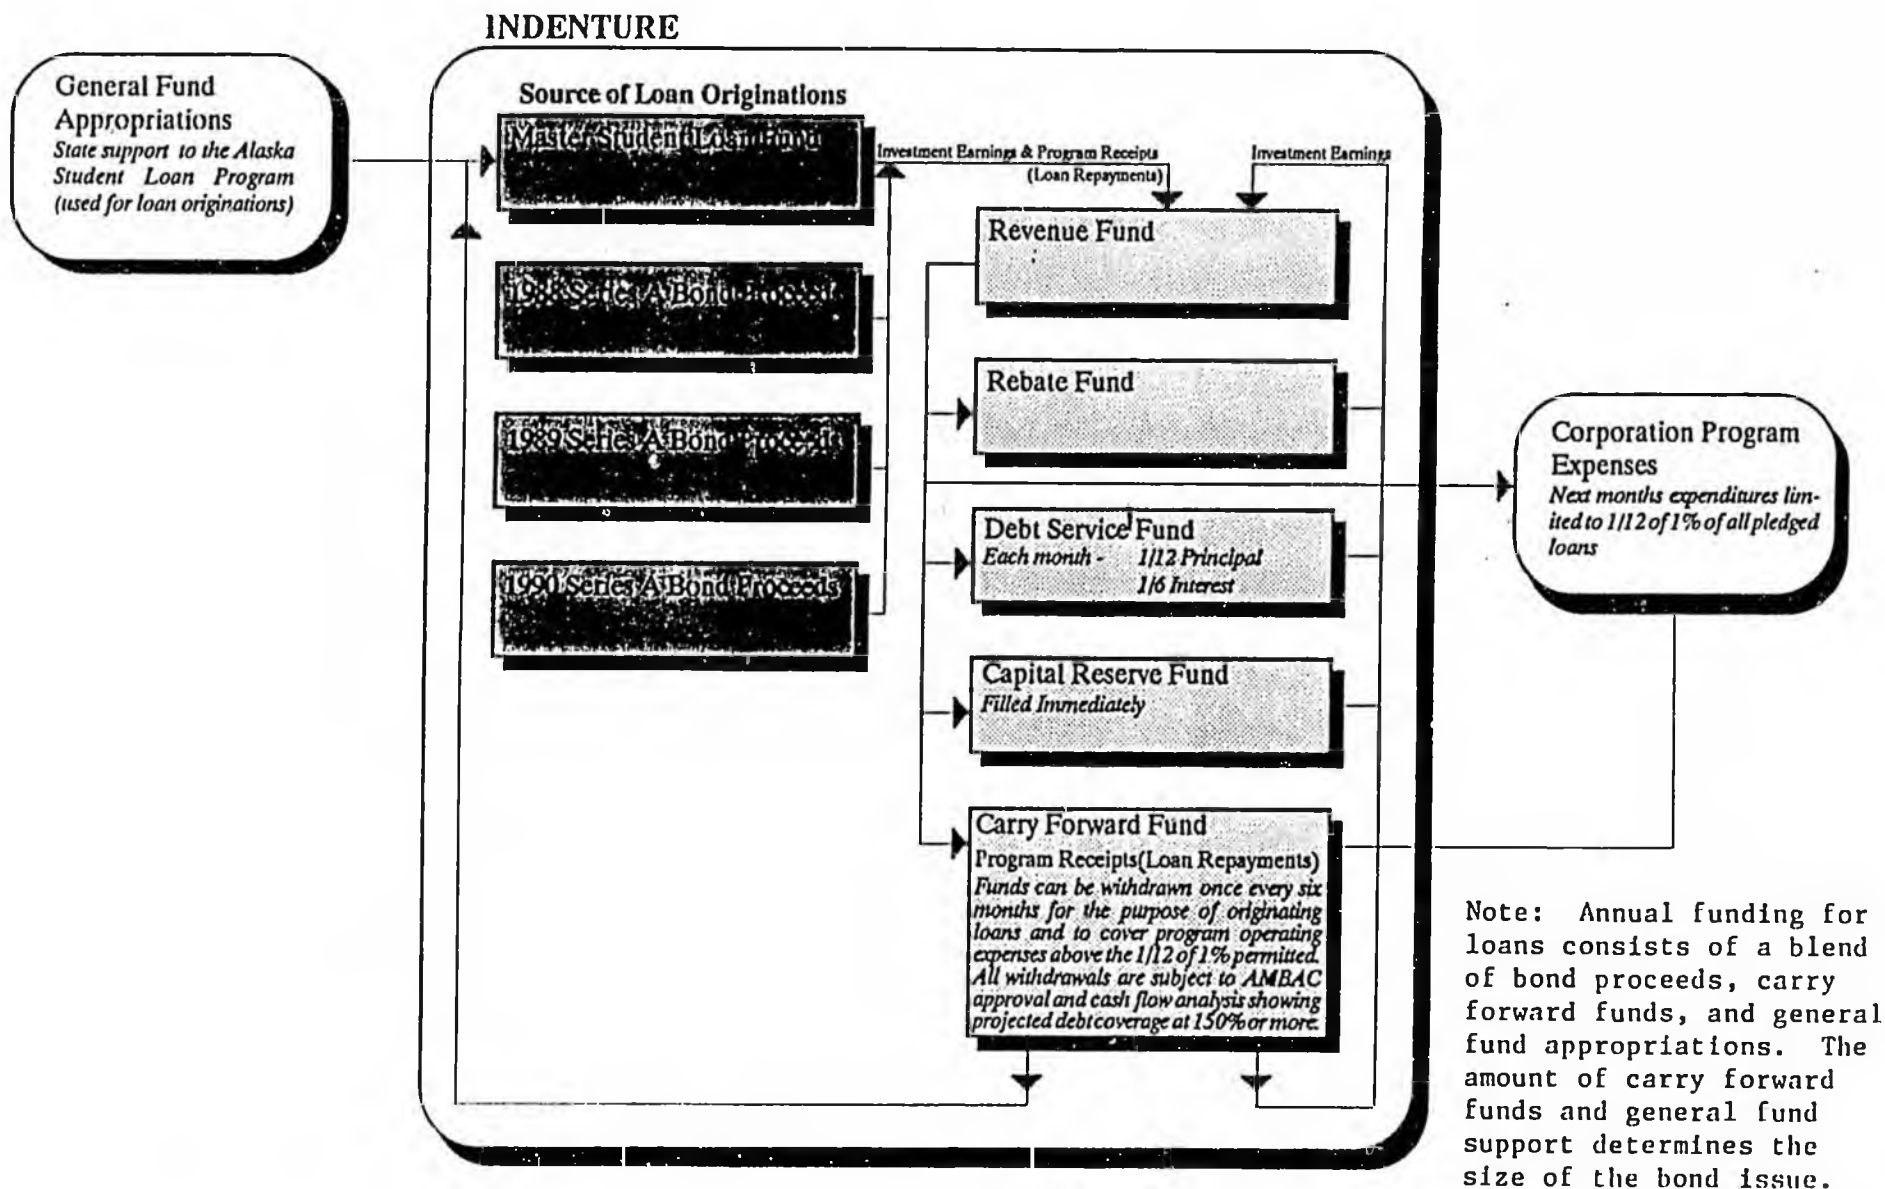 INDENTURE
General Fund
Appropriations
State support to the Alaska
Student Loan Program
(used for loan originations)
Source of Loan Originations
Master Student Loan Fund
1988 Series A Bond Proceeds
1989 Series A Bond Proceeds
1990 Series A Bond Proceeds
Investment Earnings & Program Receipts
(Loan Repayments)
Investment Earnings
Revenue Fund
Rebate Fund
Debt Service Fund
Each month - 1/12 Principal
1/6 Interest
Capital Reserve Fund
Filled Immediately
Carry Forward Fund
Program Receipts(Loan Repayments)
Funds can be withdrawn once every six
months for the purpose of originating
loans and to cover program operating
expenses above the 1/12 of 1% permitted.
All withdrawals are subject to AMBAC
approval and cash flow analysis showing
projected debt coverage at 150% or more.
Corporation Program
Expenses
Next months expenditures lim-
ited to 1/12 of 1% of all pledged
loans
Note: Annual funding for
loans consists of a blend
of bond proceeds, carry
forward funds, and general
fund appropriations. The
amount of carry forward
funds and general fund
support determines the
size of the bond issue.